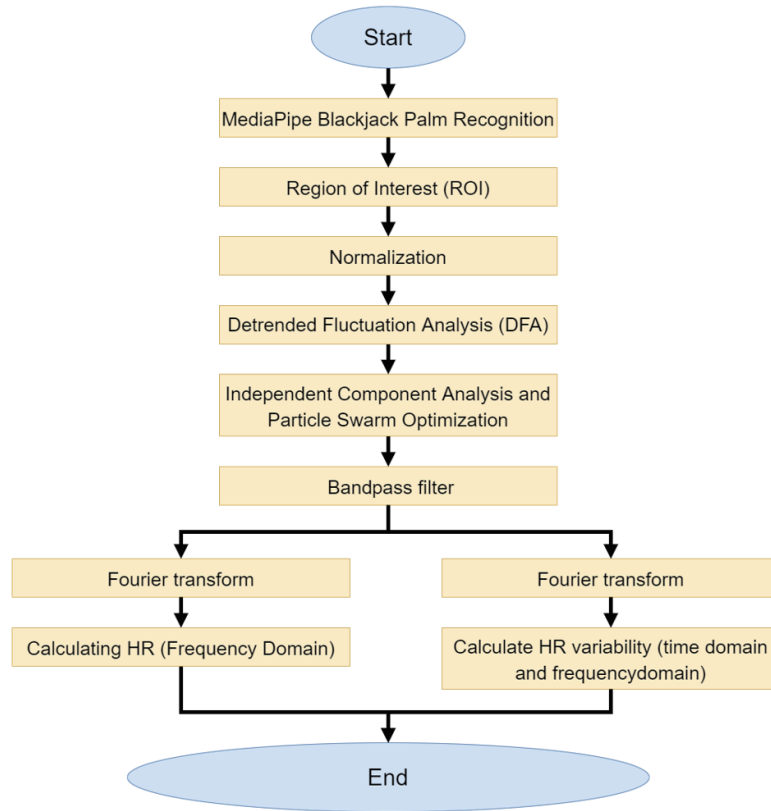 Start
MediaPipe Blackjack Palm Recognition
Region of Interest (ROI)
Normalization
Detrended Fluctuation Analysis (DFA)
Independent Component Analysis and
Particle Swarm Optimization
Bandpass filter
Fourier transform
Fourier transform
Calculating HR (Frequency Domain)
Calculate HR variability (time domain
and frequencydomain)
End